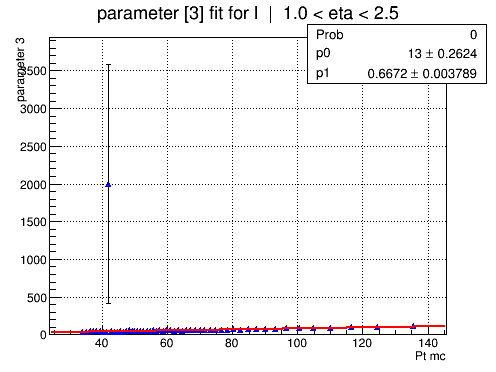 parameter [3] fit for l | 1.0 < eta < 2.5
Prob 0
p0 13 ± 0.2624
p1 0.6672 ± 0.003789
parameter 3
3500
3000
2500
2000
1500
1000
500
0
40 60 80 100 120 140
Pt mc